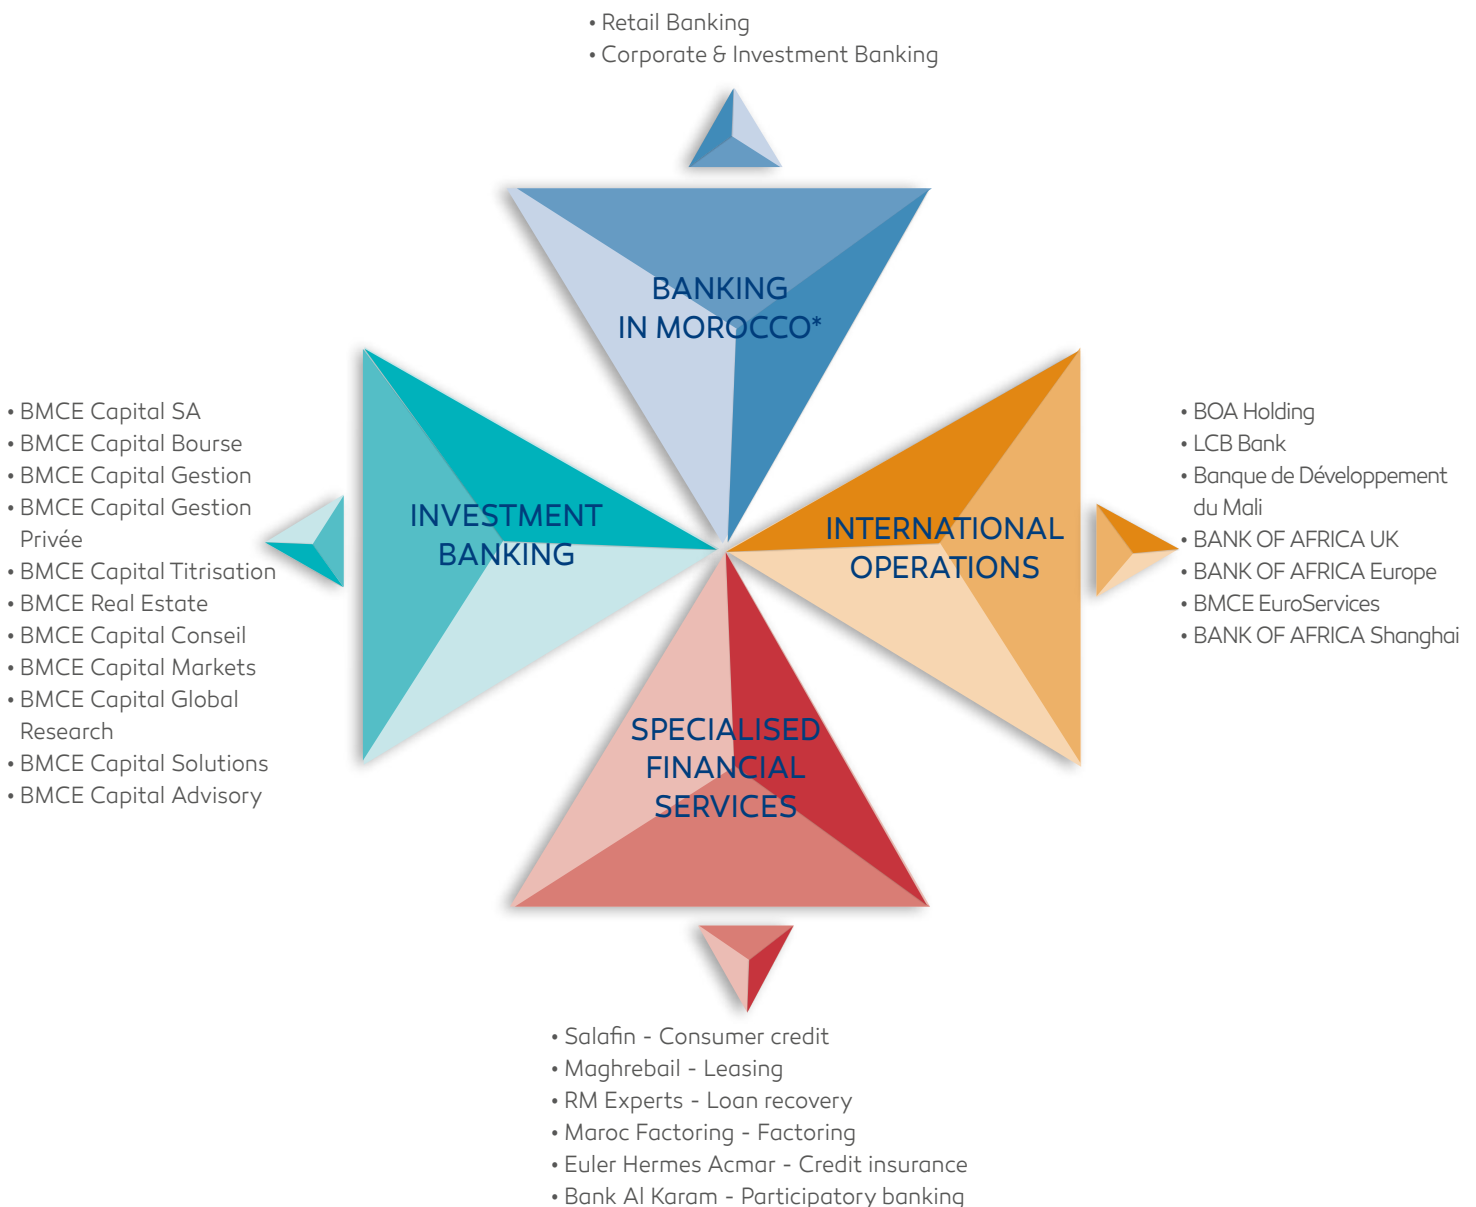 • Retail Banking
• Corporate & Investment Banking
BANKING
IN MOROCCO*
• BMCE Capital SA
• BMCE Capital Bourse
• BMCE Capital Gestion
• BMCE Capital Gestion
Privée
• BMCE Capital Titrisation
• BMCE Real Estate
• BMCE Capital Conseil
• BMCE Capital Markets
• BMCE Capital Global
Research
• BMCE Capital Solutions
• BMCE Capital Advisory
INVESTMENT
BANKING
INTERNATIONAL
OPERATIONS
• BOA Holding
• LCB Bank
• Banque de Développement
du Mali
• BANK OF AFRICA UK
• BANK OF AFRICA Europe
• BMCE EuroServices
• BANK OF AFRICA Shanghai
SPECIALISED
FINANCIAL
SERVICES
• Salafin - Consumer credit
• Maghrebail - Leasing
• RM Experts - Loan recovery
• Maroc Factoring - Factoring
• Euler Hermes Acmar - Credit insurance
• Bank Al Karam - Participatory banking